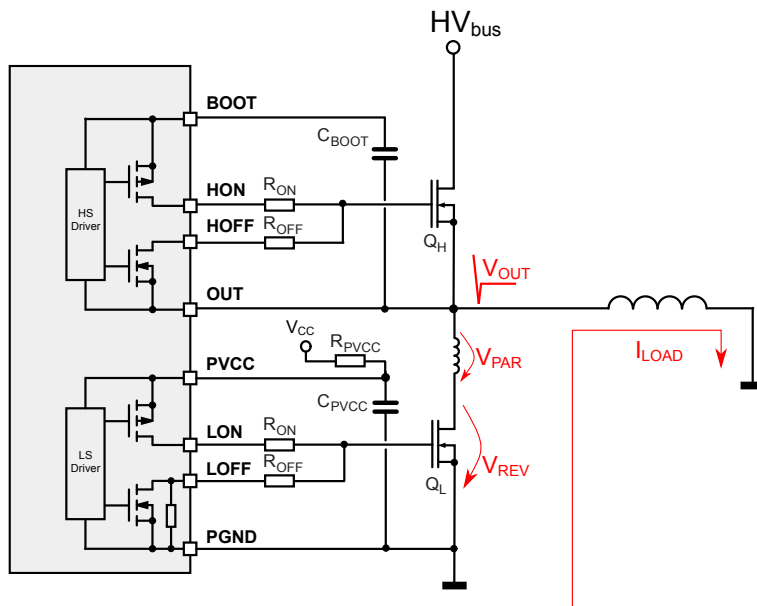 HVbus
BOOT
CBOOT
HON
RON
HS
Driver
HOFF
ROFF
QH
VOUT
OUT
VCC
RPVCC
PVCC
VPAR
ILOAD
CPVCC
LON
RON
LS
Driver
LOFF
ROFF
VREV
QL
PGND